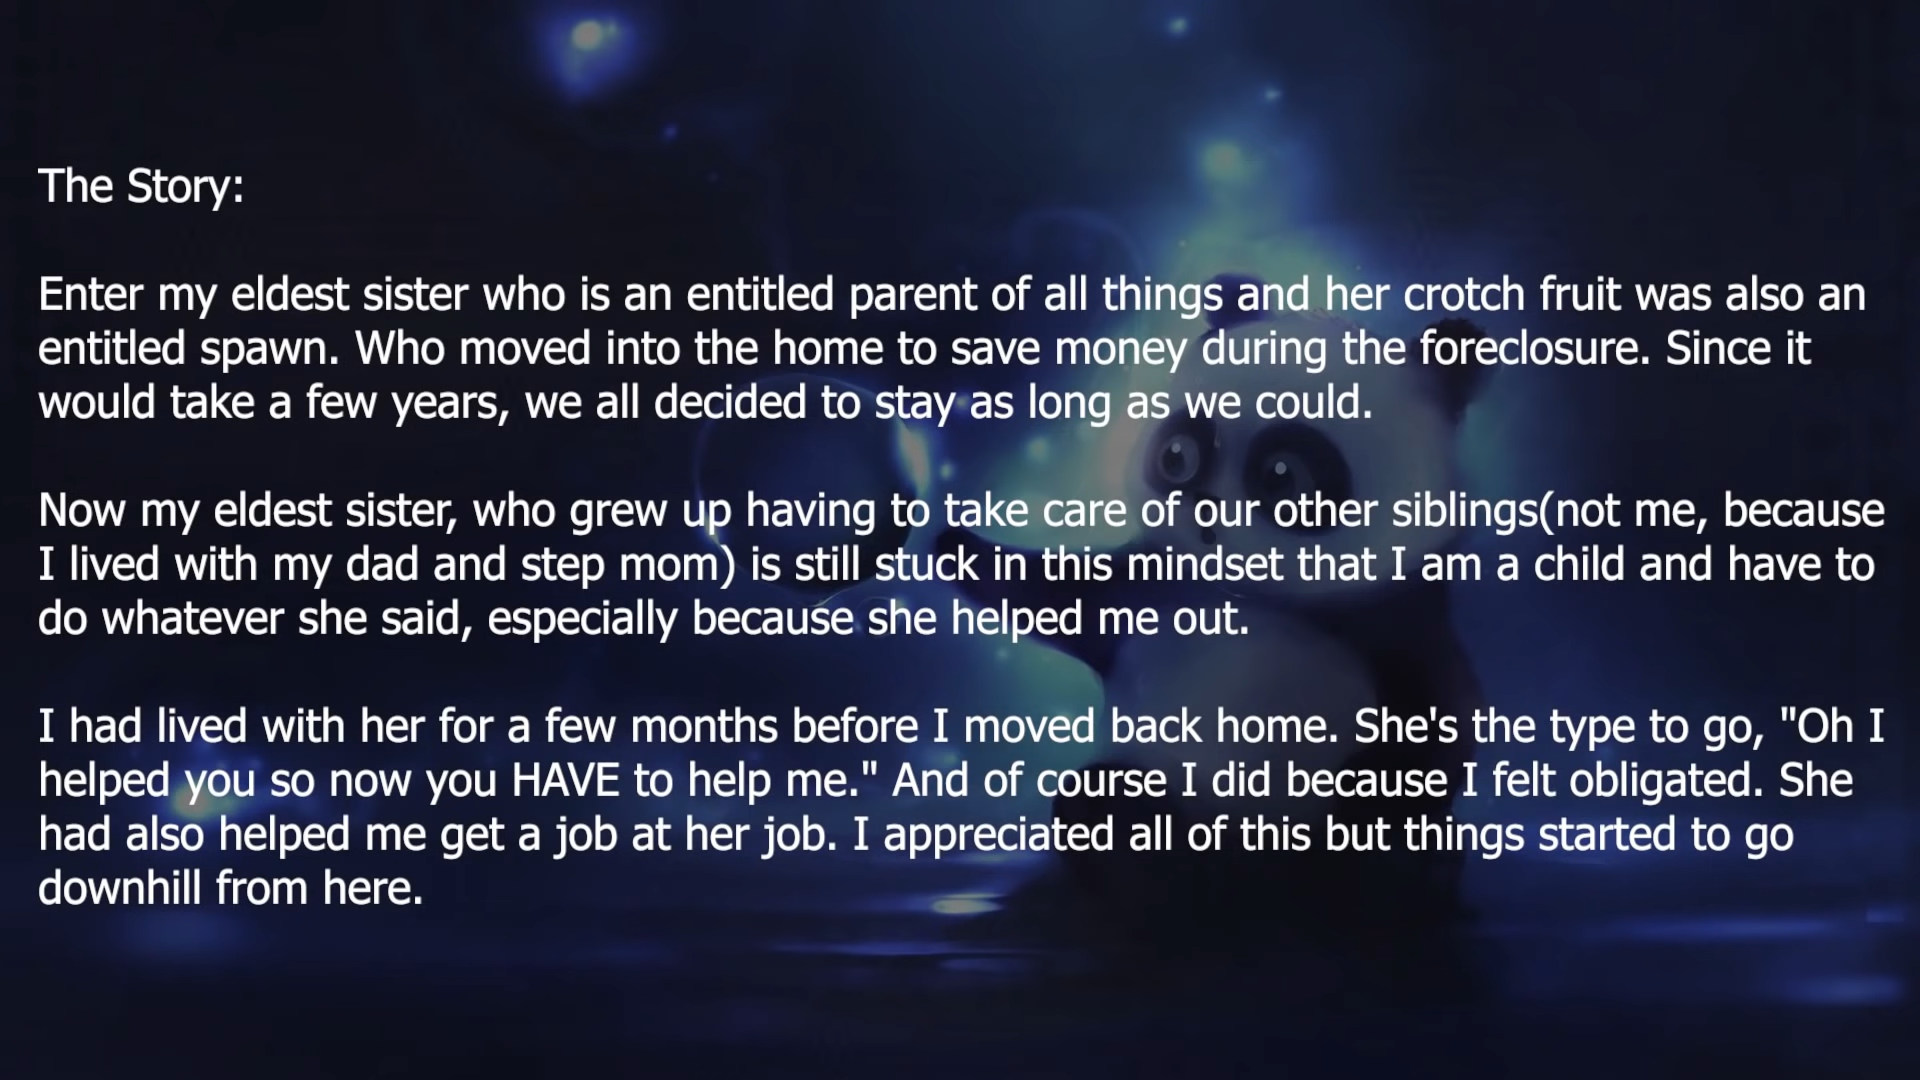 The Story:
Enter my eldest sister who is an entitled parent of all things and her crotch fruit was also an
entitled spawn. Who moved into the home to save money during the foreclosure. Since it
would take a few years, we all decided to stay as long as we could.
Now my eldest sister, who grew up having to take care of our other siblings(not me, because
I lived with my dad and step mom) is still stuck in this mindset that I am a child and have to
do whatever she said, especially because she helped me out.
I had lived with her for a few months before I moved back home. She's the type to go, "Oh I
helped you so now you HAVE to help me." And of course I did because I felt obligated. She
had also helped me get a job at her job. I appreciated all of this but things started to go
downhill from here.